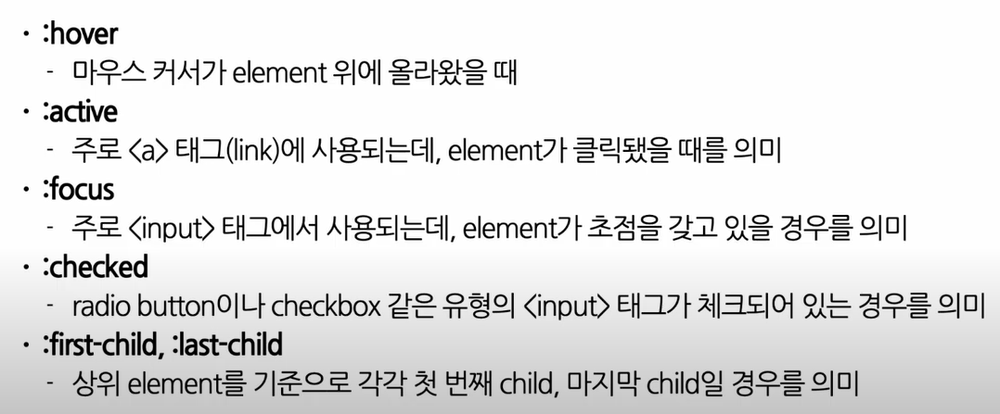 · :hover
- 마우스 커서가 element 위에 올라왔을 때
· :active
- 주로 <a> 태그(link)에 사용되는데, element가 클릭됐을 때를 의미
· :focus
- 주로 <input> 태그에서 사용되는데, element가 초점을 갖고 있을 경우를 의미
· :checked
- radio button이나 checkbox 같은 유형의 <input> 태그가 체크되어 있는 경우를 의미
· :first-child, :last-child
- 상위 element를 기준으로 각각 첫 번째 child, 마지막 child일 경우를 의미